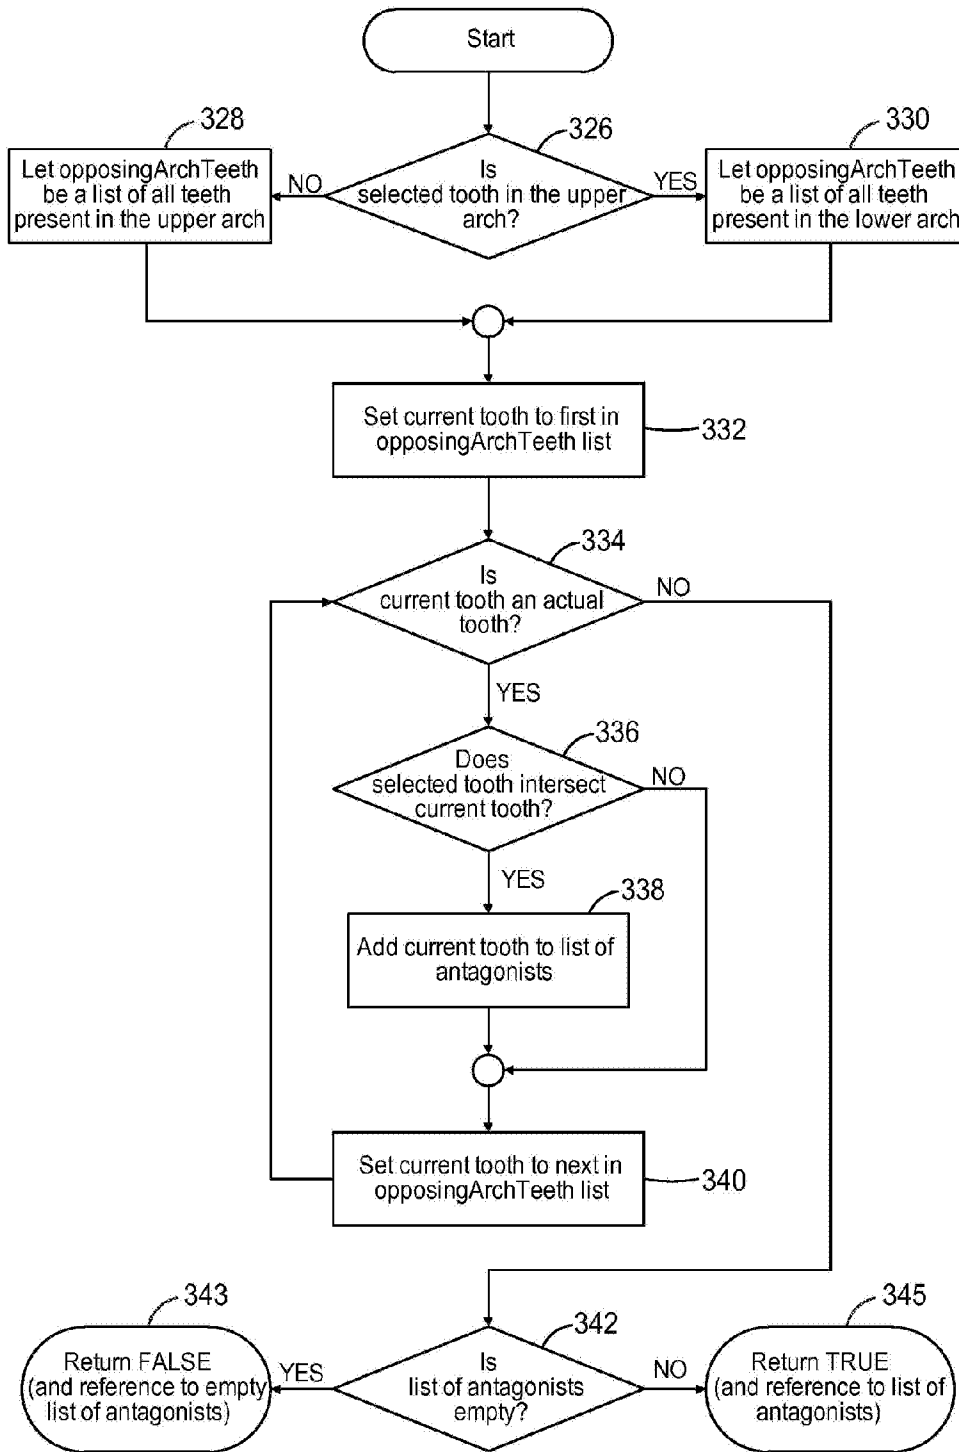 Start
328
326
330
Let opposingArchTeeth
be a list of all teeth
present in the upper arch
NO
Is
selected tooth in the upper
arch?
YES
Let opposingArchTeeth
be a list of all teeth
present in the lower arch
Set current tooth to first in
opposingArchTeeth list
332
334
Is
current tooth an actual
tooth?
NO
YES
336
Does
selected tooth intersect
current tooth?
NO
YES
338
Add current tooth to list of
antagonists
Set current tooth to next in
opposingArchTeeth list
340
343
342
345
Return FALSE
(and reference to empty
list of antagonists)
YES
Is
list of antagonists
empty?
NO
Return TRUE
(and reference to list of
antagonists)